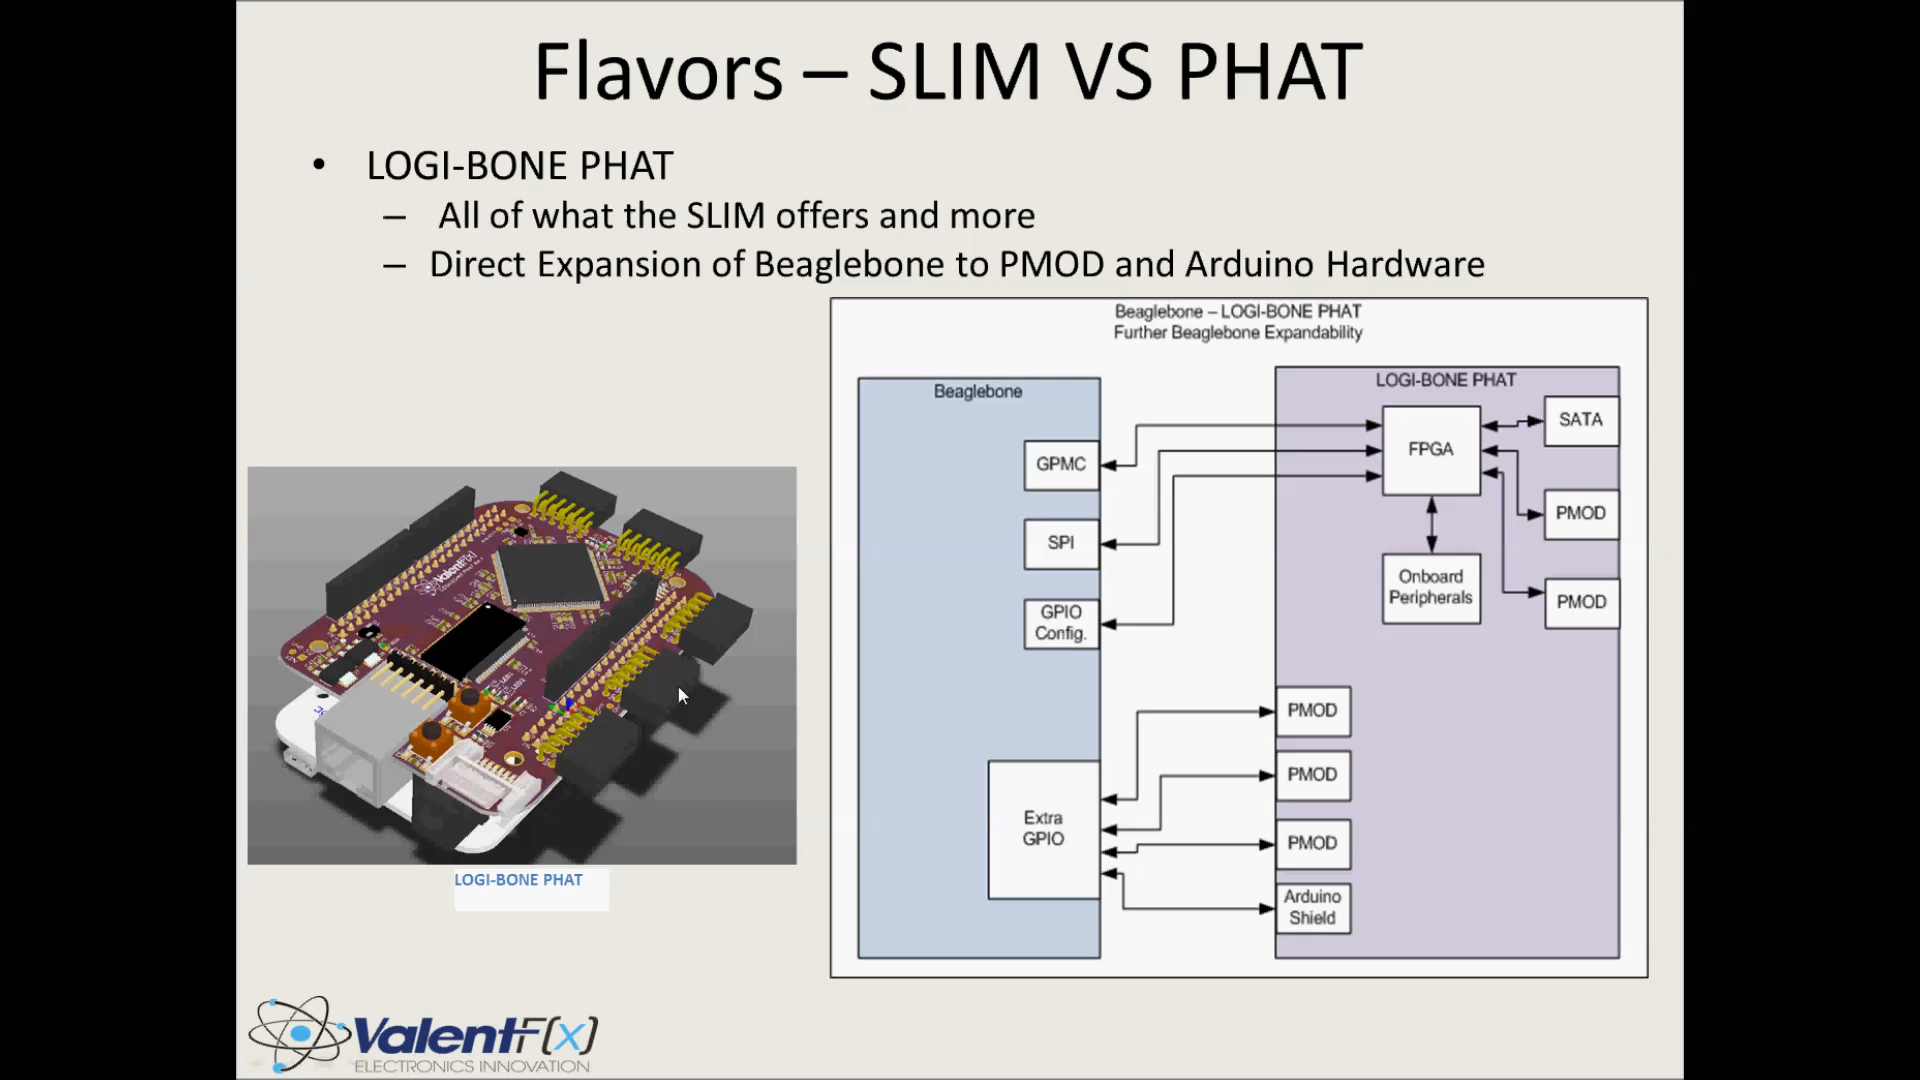 Flavors – SLIM VS PHAT
• LOGI-BONE PHAT
– All of what the SLIM offers and more
– Direct Expansion of Beaglebone to PMOD and Arduino Hardware
Beaglebone – LOGI-BONE PHAT
Further Beaglebone Expandability
Beaglebone
GPMC
SPI
GPIO
Config.
Extra
GPIO
LOGI-BONE PHAT
FPGA
SATA
PMOD
Onboard
Peripherals
PMOD
PMOD
PMOD
PMOD
Arduino
Shield
ValentF(x)
LOGI-BONE PHAT
ValentF(x)
ELECTRONICS INNOVATION